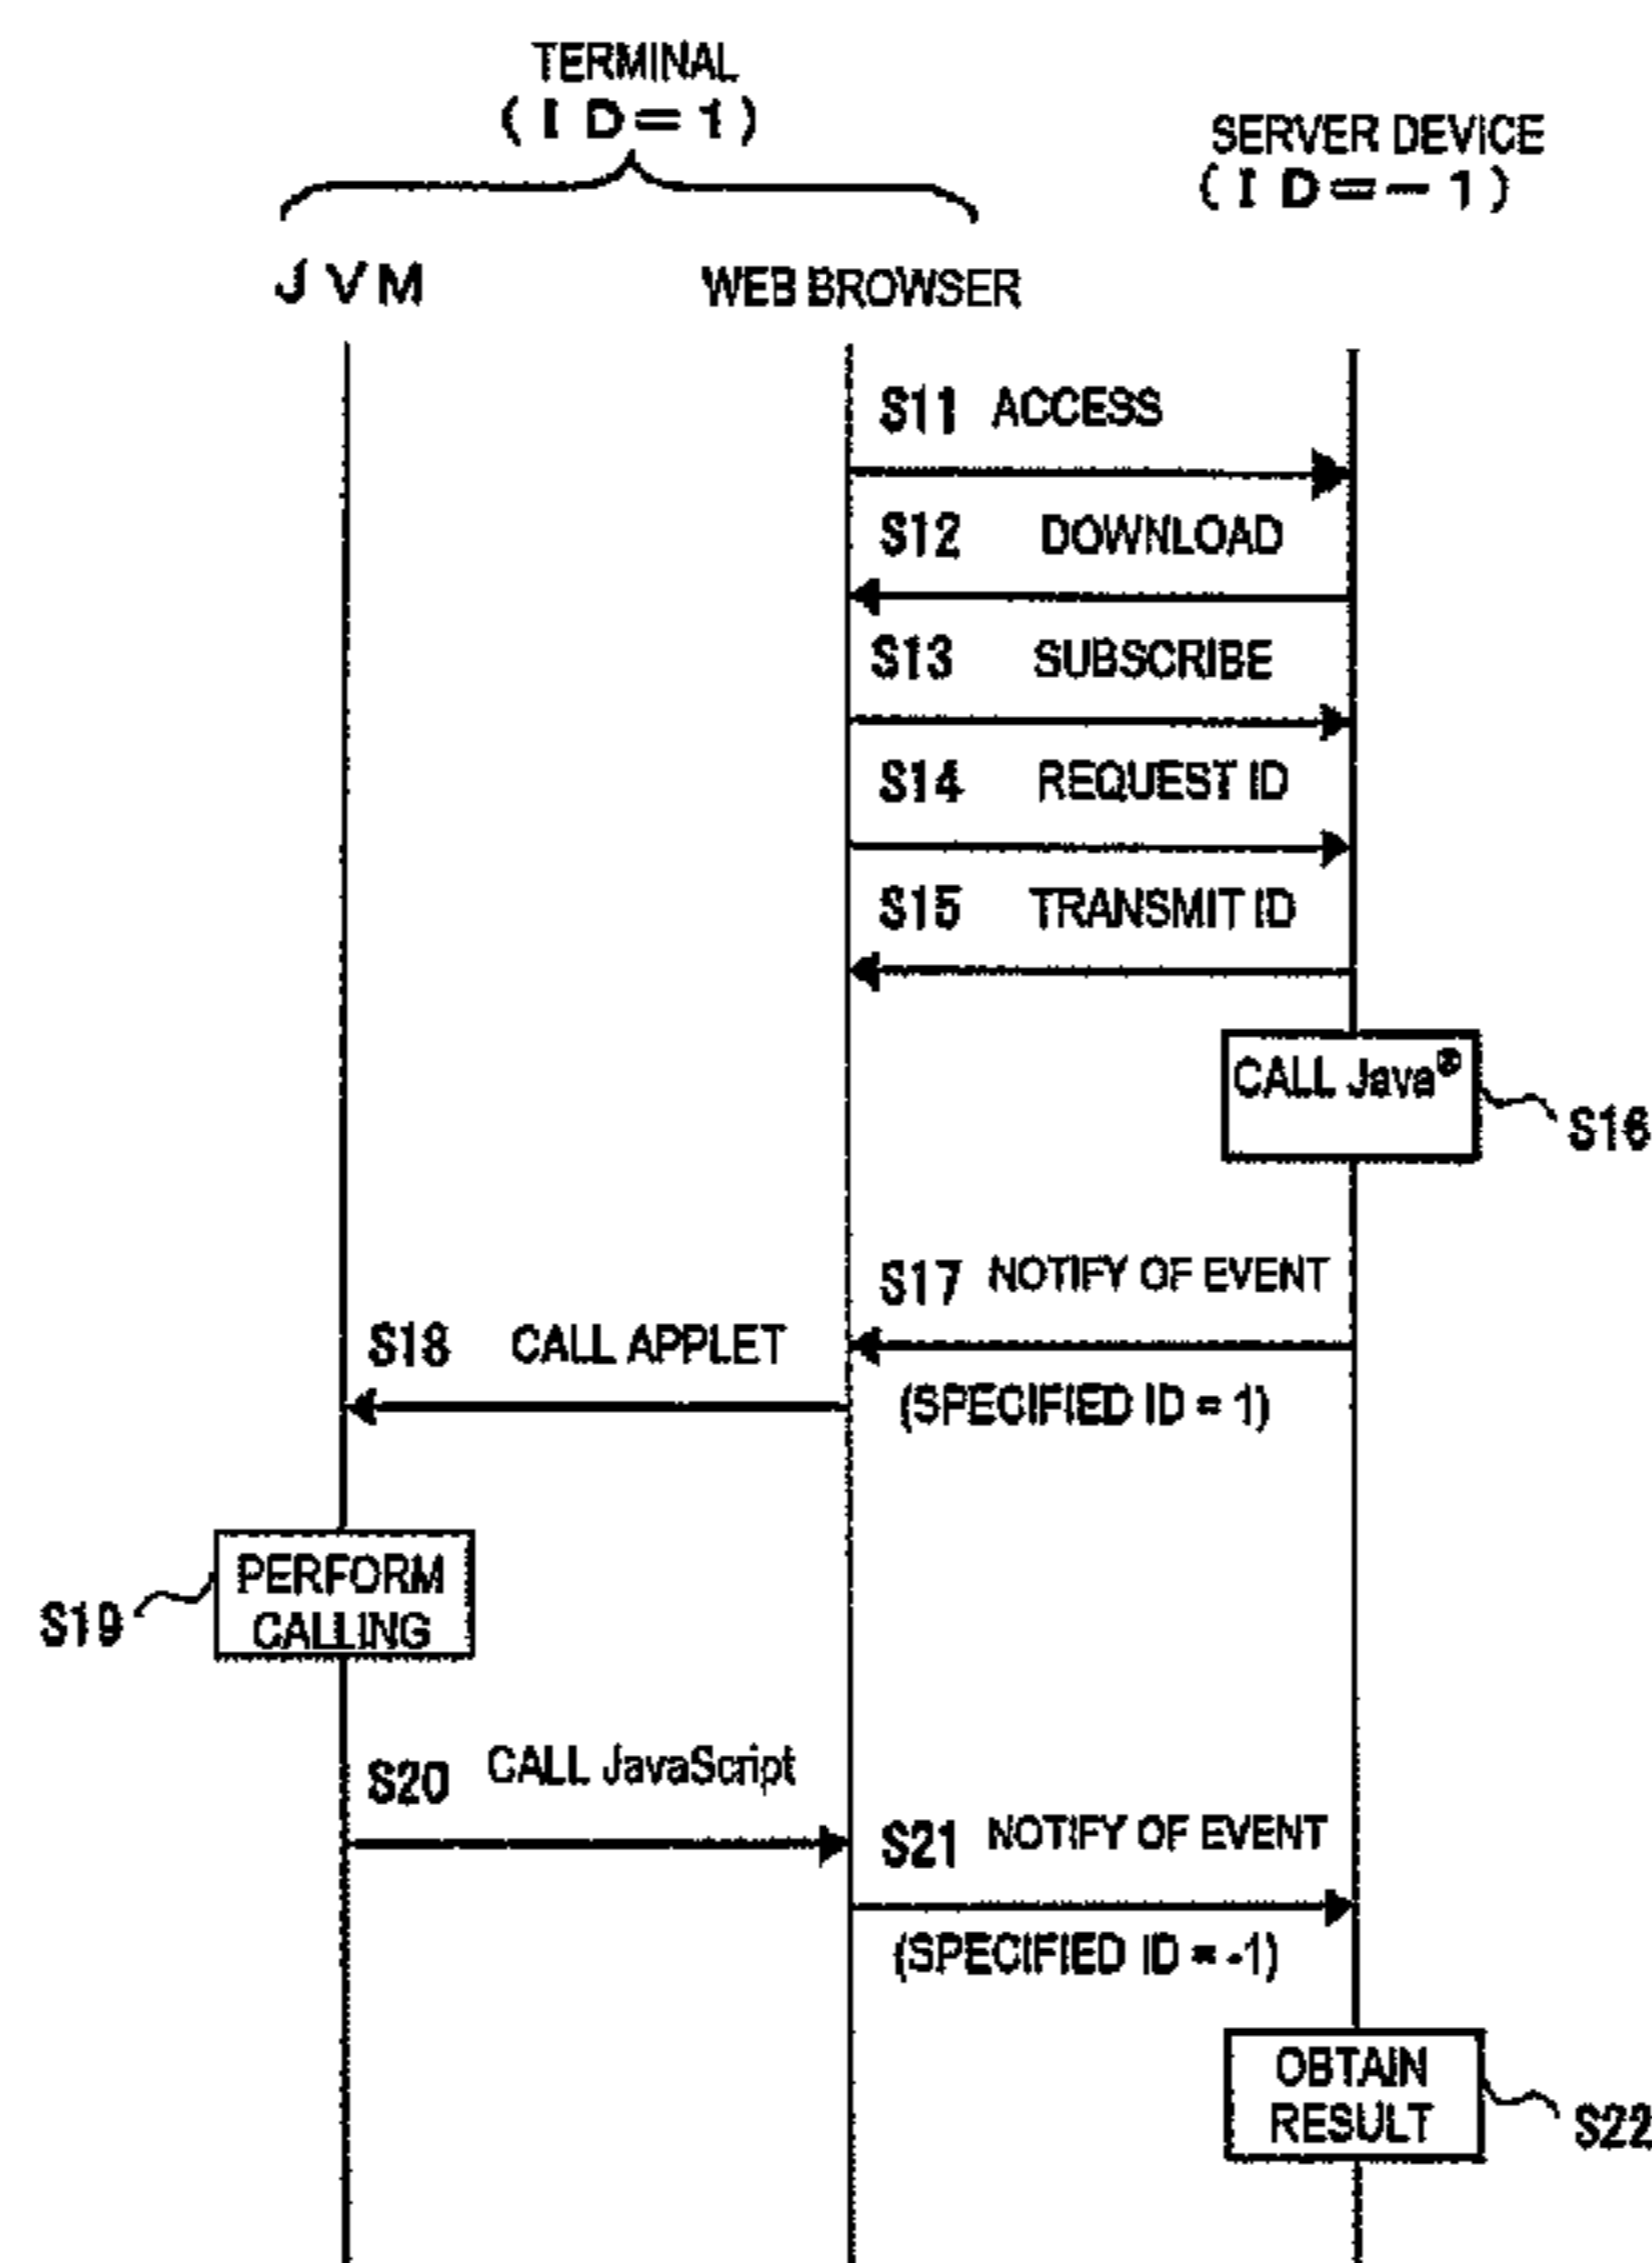 TERMINAL
(ID=1)
SERVER DEVICE
(ID=-1)
JVM
WEB BROWSER
S11 ACCESS
S12 DOWNLOAD
S13 SUBSCRIBE
S14 REQUEST ID
S15 TRANSMIT ID
CALL Java®
S16
S17 NOTIFY OF EVENT
S18 CALL APPLET
(SPECIFIED ID = 1)
PERFORM
CALLING
S19
S20 CALL JavaScript
S21 NOTIFY OF EVENT
(SPECIFIED ID = -1)
OBTAIN
RESULT
S22